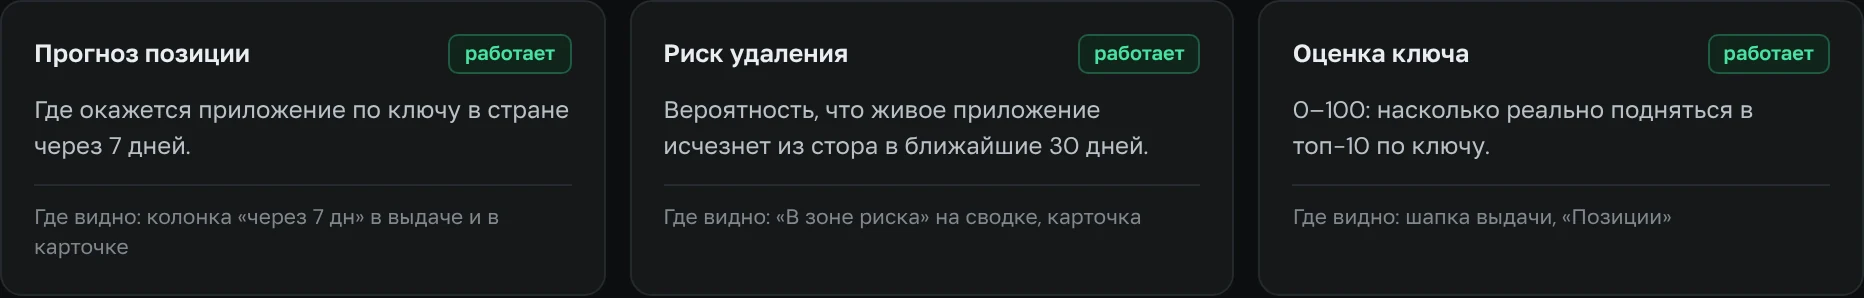 Прогноз позиции
работает
Где окажется приложение по ключу в стране
через 7 дней.
Где видно: колонка «через 7 дн» в выдаче и в
карточке
Риск удаления
работает
Вероятность, что живое приложение
исчезнет из стора в ближайшие 30 дней.
Где видно: «В зоне риска» на сводке, карточка
Оценка ключа
работает
0–100: насколько реально подняться в
топ-10 по ключу.
Где видно: шапка выдачи, «Позиции»